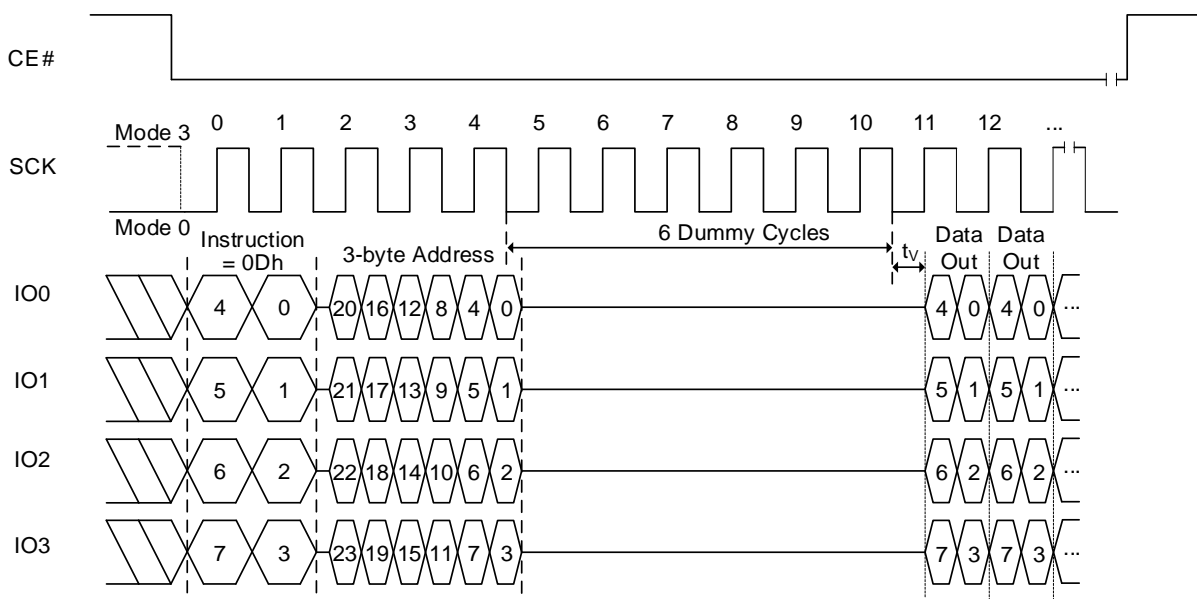 CE#
0 1 2 3 4 5 6 7 8 9 10 11 12 ...
Mode 3
SCK
Mode 0
Instruction
= 0Dh
3-byte Address
6 Dummy Cycles
tV
Data
Out
Data
Out
IO0
4 0 20 16 12 8 4 0 4 0 4 0 ...
IO1
5 1 21 17 13 9 5 1 5 1 5 1 ...
IO2
6 2 22 18 14 10 6 2 6 2 6 2 ...
IO3
7 3 23 19 15 11 7 3 7 3 7 3 ...